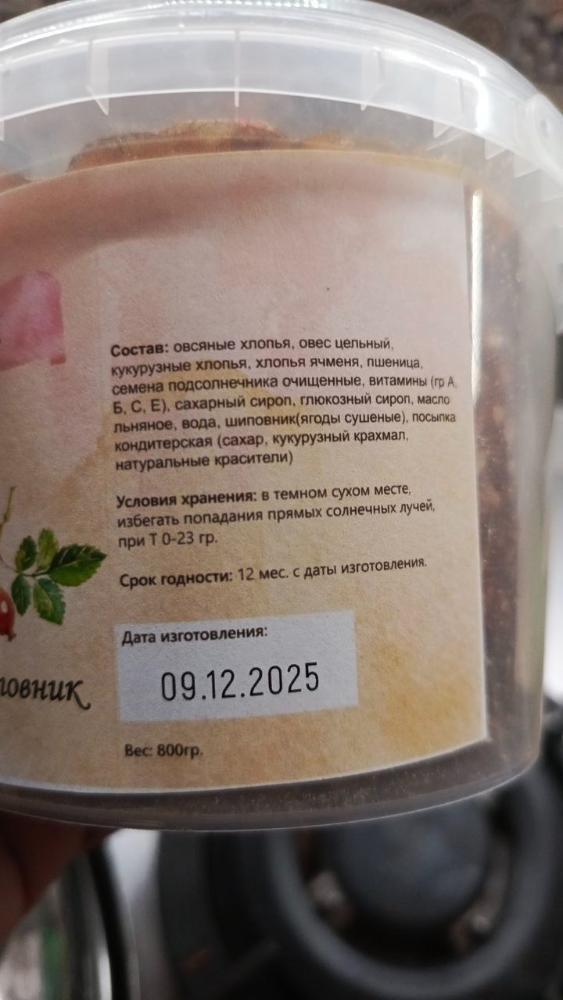 Состав: овсяные хлопья, овес цельный,
кукурузные хлопья, хлопья ячменя, пшеница,
семена подсолнечника очищенные, витамины (гр А,
Б, С, Е), сахарный сироп, глюкозный сироп, масло
льняное, вода, шиповник(ягоды сушеные), посыпка
кондитерская (сахар, кукурузный крахмал,
натуральные красители)
Условия хранения: в темном сухом месте,
избегать попадания прямых солнечных лучей,
при Т 0-23 гр.
Срок годности: 12 мес. с даты изготовления.
Дата изготовления:
09.12.2025
Вес: 800гр.